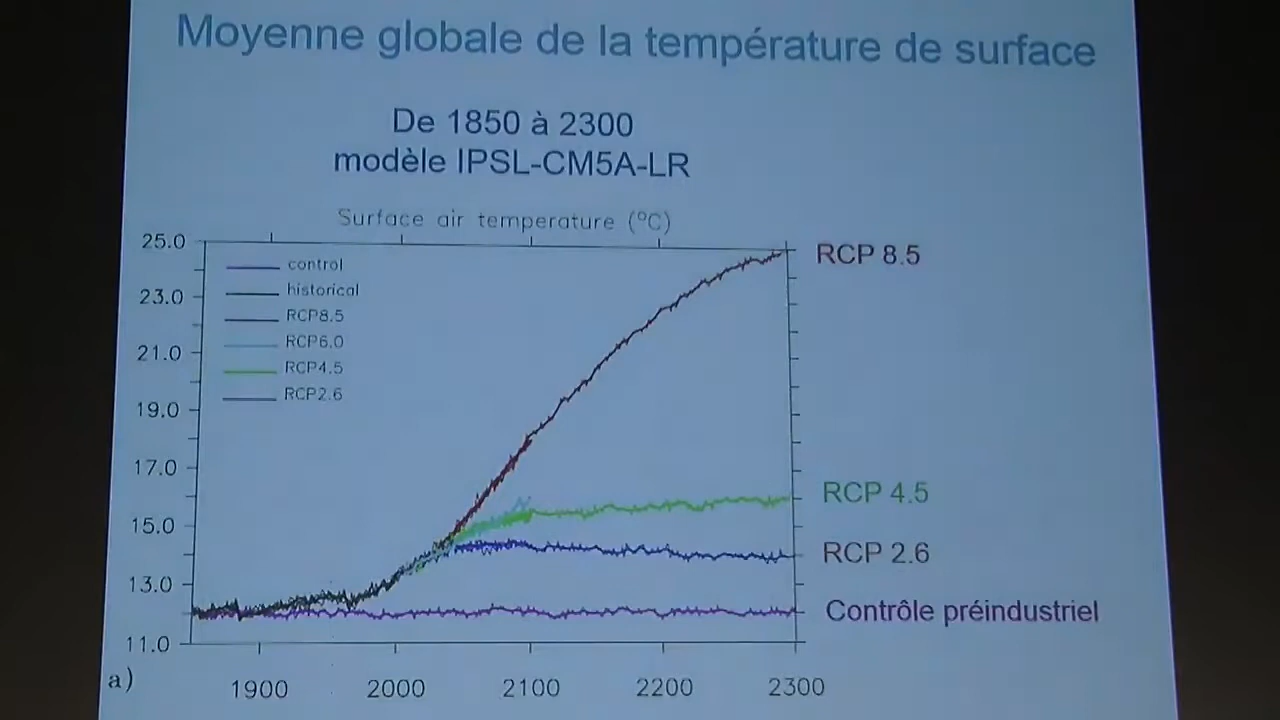 Moyenne globale de la température de surface
De 1850 à 2300
modèle IPSL-CM5A-LR
Surface air temperature (°C)
25.0
23.0
21.0
19.0
17.0
15.0
13.0
11.0
control
historical
RCP8.5
RCP6.0
RCP4.5
RCP2.6
RCP 8.5
RCP 4.5
RCP 2.6
Contrôle préindustriel
a)
1900 2000 2100 2200 2300